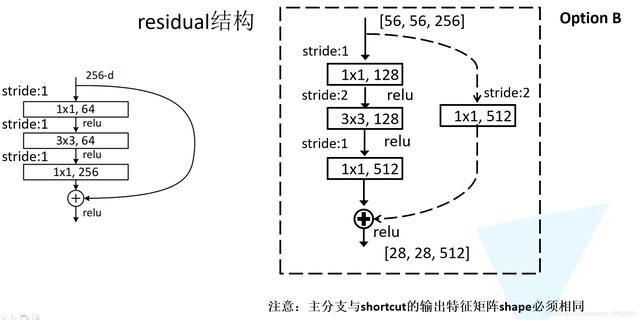 residual结构
Option B
256-d
stride:1
1x1, 64
relu
stride:1
3x3, 64
relu
stride:1
1x1, 256
relu
[56, 56, 256]
stride:1
1x1, 128
relu
stride:2
3x3, 128
relu
stride:1
1x1, 512
stride:2
1x1, 512
relu
[28, 28, 512]
注意：主分支与shortcut的输出特征矩阵shape必须相同